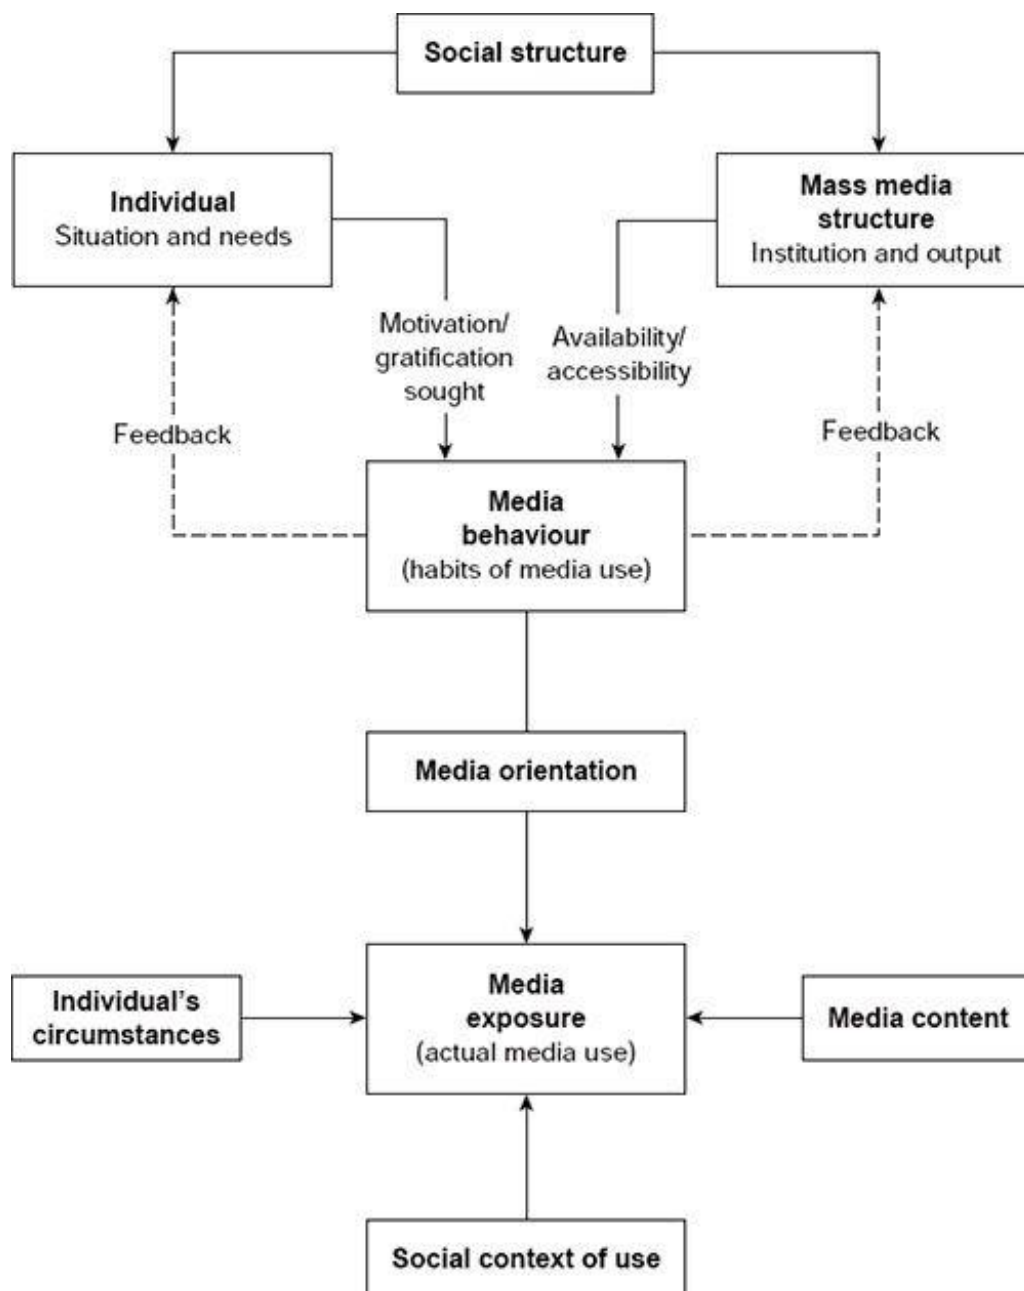 Social structure
Individual
Situation and needs
Mass media
structure
Institution and output
Motivation/
gratification
sought
Availability/
accessibility
Feedback
Feedback
Media
behaviour
(habits of media use)
Media orientation
Individual's
circumstances
Media
exposure
(actual media use)
Media content
Social context of use